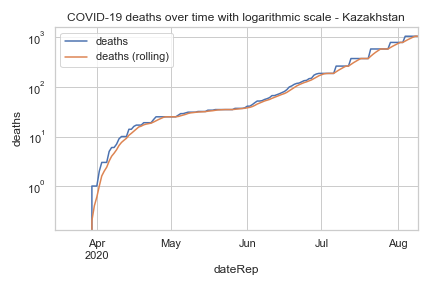 COVID-19 deaths over time with logarithmic scale - Kazakhstan
deaths
deaths (rolling)
10³
10²
10¹
10⁰
deaths
Apr
2020
May
Jun
Jul
Aug
dateRep